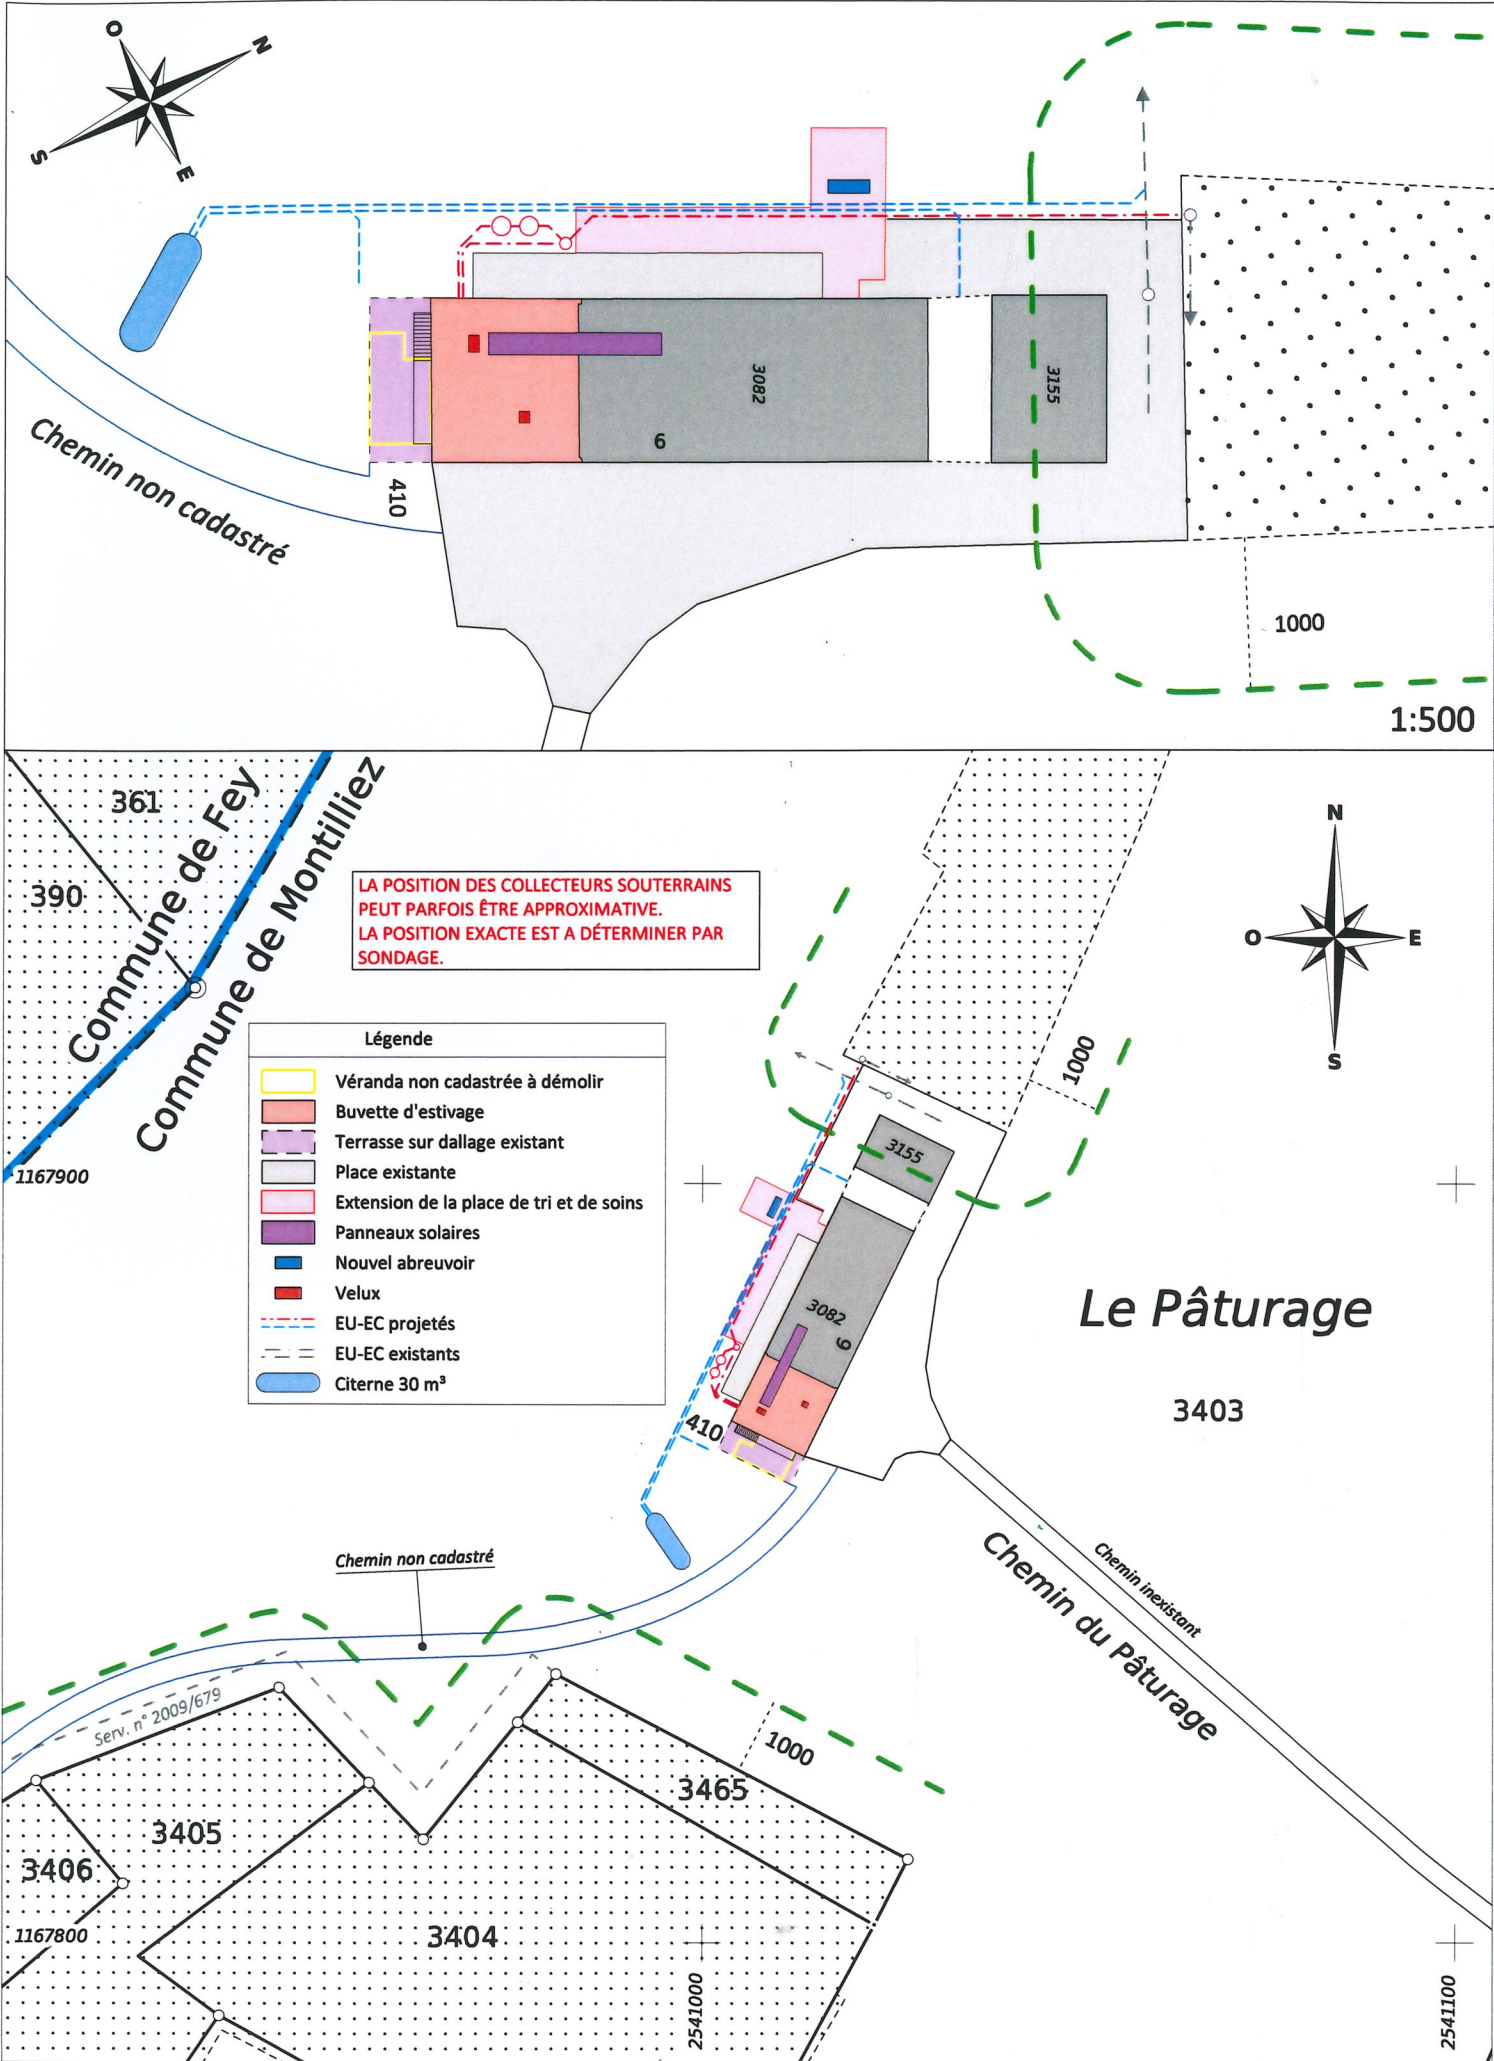 O
N
S
E
3082
3155
6
410
Chemin non cadastré
1000
1:500
361
390
Commune de Fey
Commune de Montilliez
LA POSITION DES COLLECTEURS SOUTERRAINS
PEUT PARFOIS ÊTRE APPROXIMATIVE.
LA POSITION EXACTE EST A DÉTERMINER PAR
SONDAGE.
N
O
E
S
1000
Légende
Véranda non cadastrée à démolir
Buvette d'estivage
Terrasse sur dallage existant
Place existante
Extension de la place de tri et de soins
Panneaux solaires
Nouvel abreuvoir
Velux
EU-EC projetés
EU-EC existants
Citerne 30 m³
1167900
3155
3082
6
410
Le Pâturage
3403
Chemin non cadastré
Chemin inexistant
Chemin du Pâturage
Serv. n° 2009/679
1000
3465
3405
3406
3404
1167800
2541000
2541100